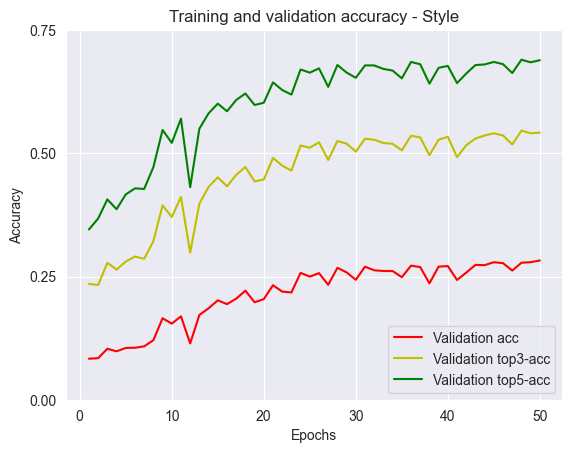 Training and validation accuracy - Style
0.75
0.50
0.25
0.00
Accuracy
0
10
20
30
40
50
Epochs
Validation acc
Validation top3-acc
Validation top5-acc